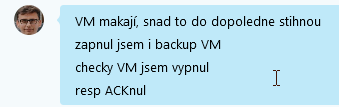 VM makají, snad to do dopoledne stihnou
zapnul jsem i backup VM
checky VM jsem vypnul
resp ACKnul